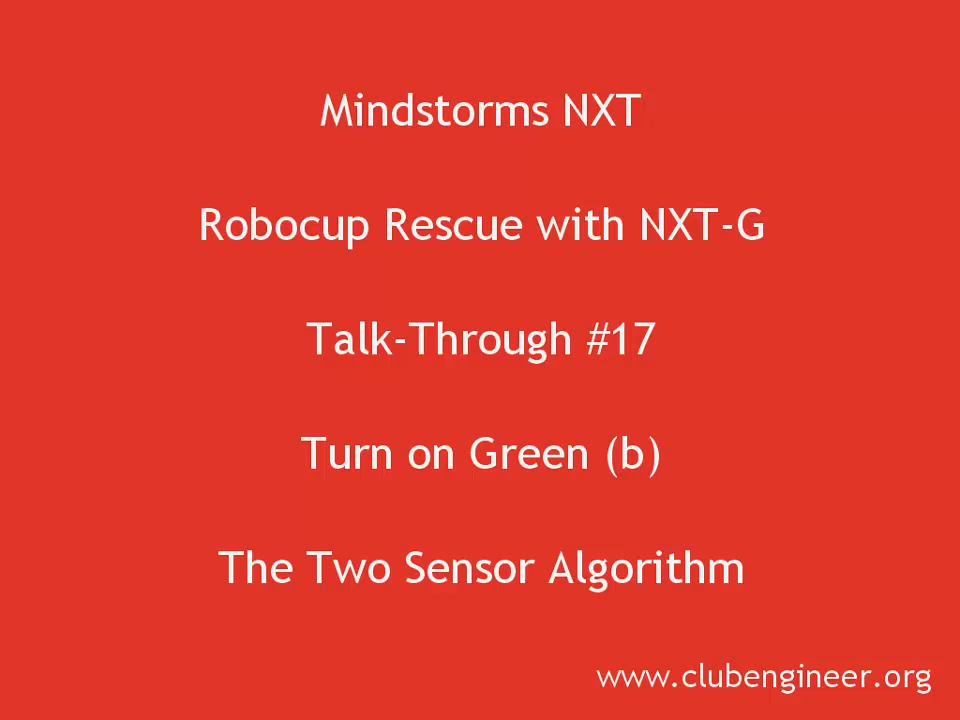 Mindstorms NXT
Robocup Rescue with NXT-G
Talk-Through #17
Turn on Green (b)
The Two Sensor Algorithm
www.clubengineer.org